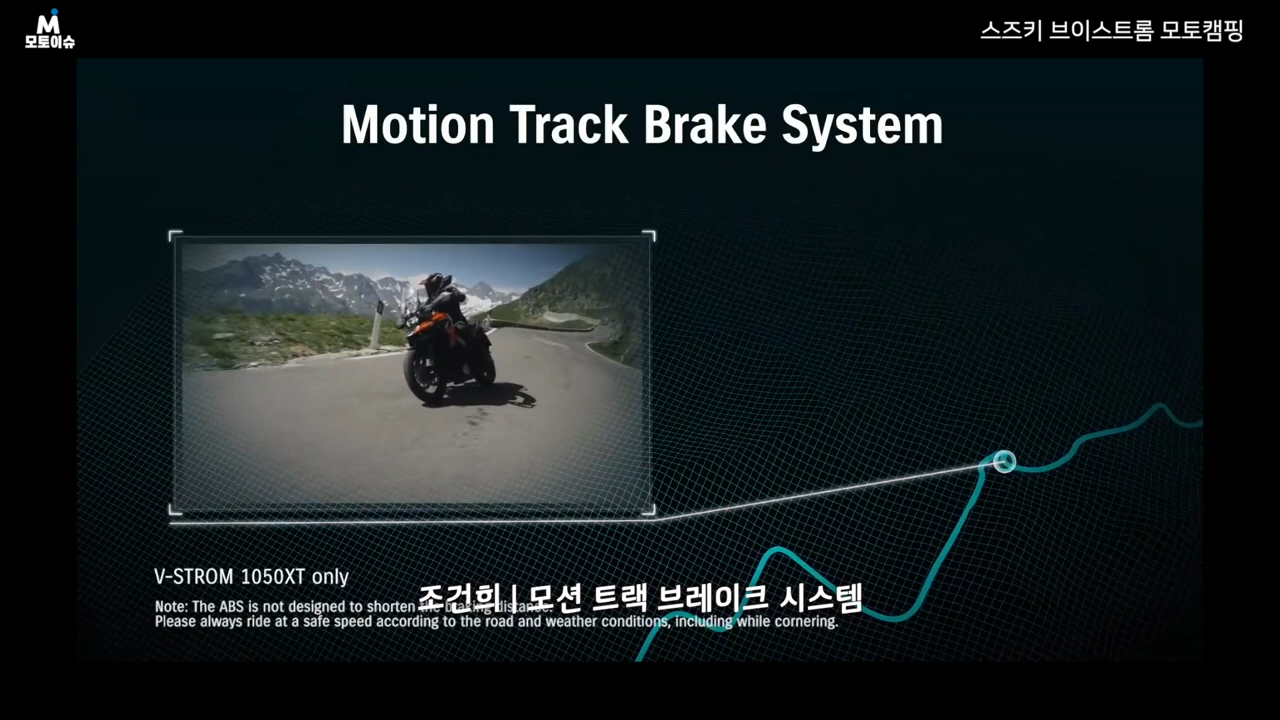 M
모토이슈
스즈키 브이스트롬 모토캠핑
Motion Track Brake System
V-STROM 1050XT only
조건희 | 모션 트랙 브레이크 시스템
Note: The ABS is not designed to shorten the braking distance.
Please always ride at a safe speed according to the road and weather conditions, including while cornering.